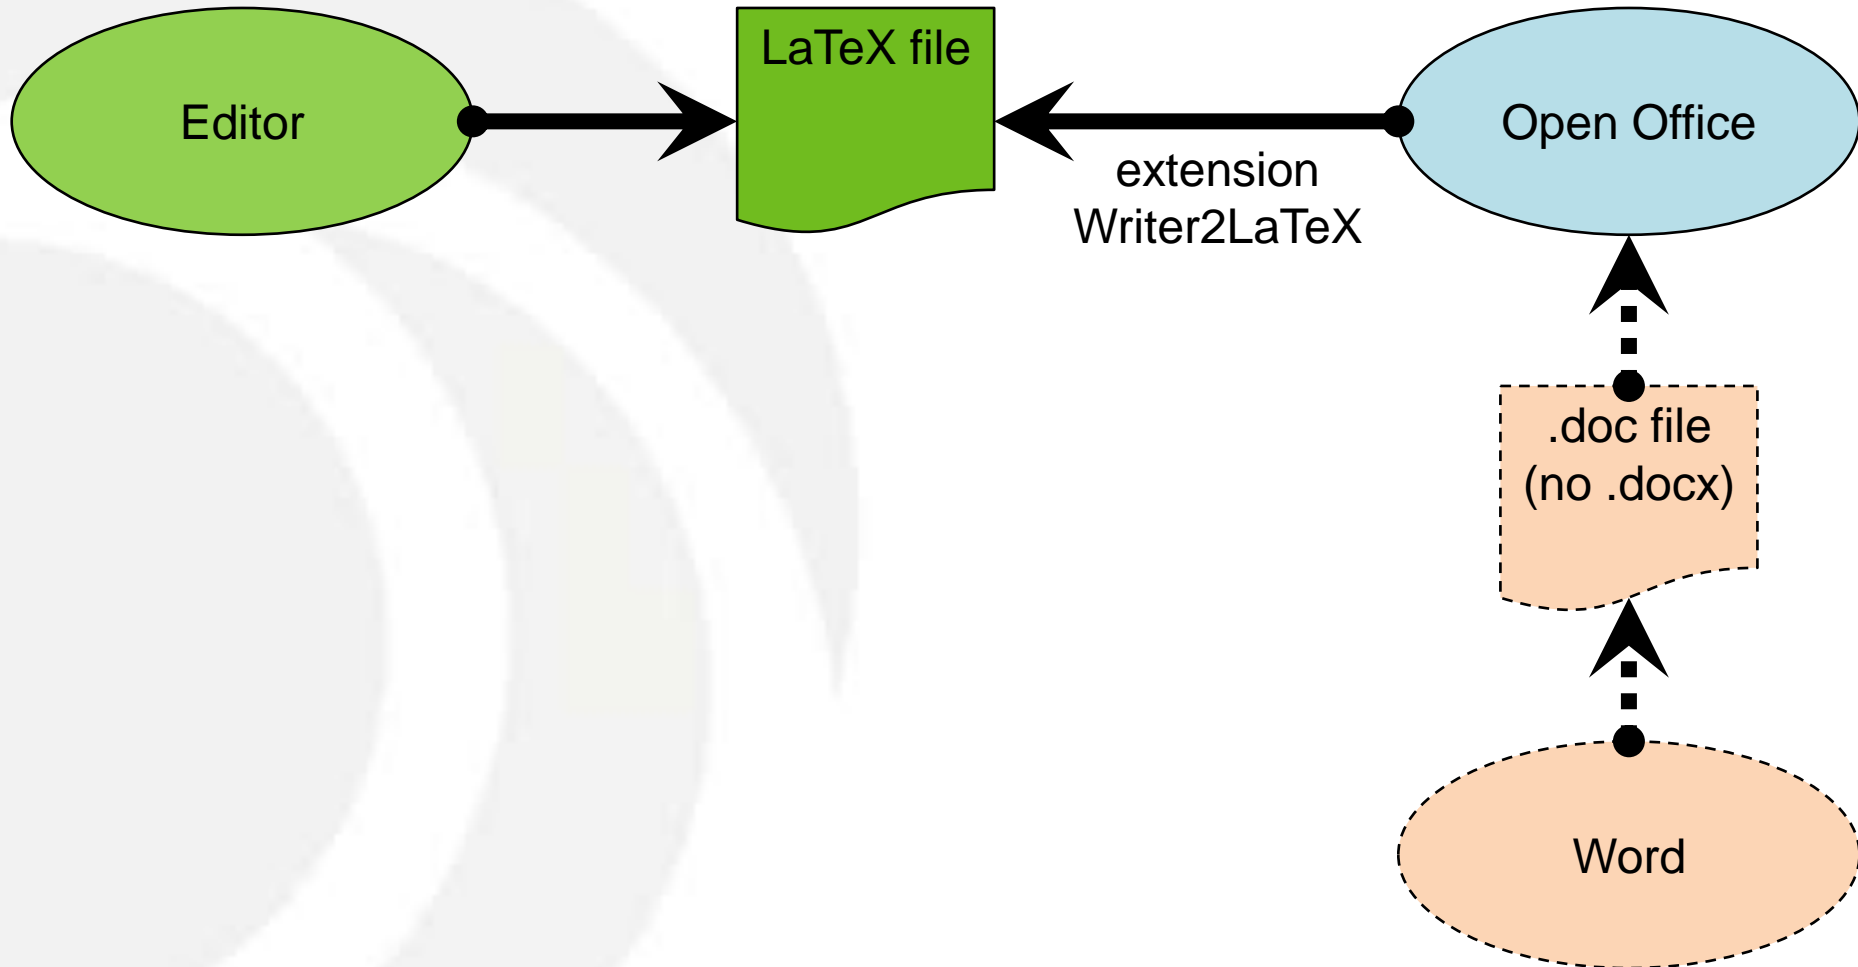 Editor
LaTeX file
Open Office
extension
Writer2LaTeX
.doc file
(no .docx)
Word